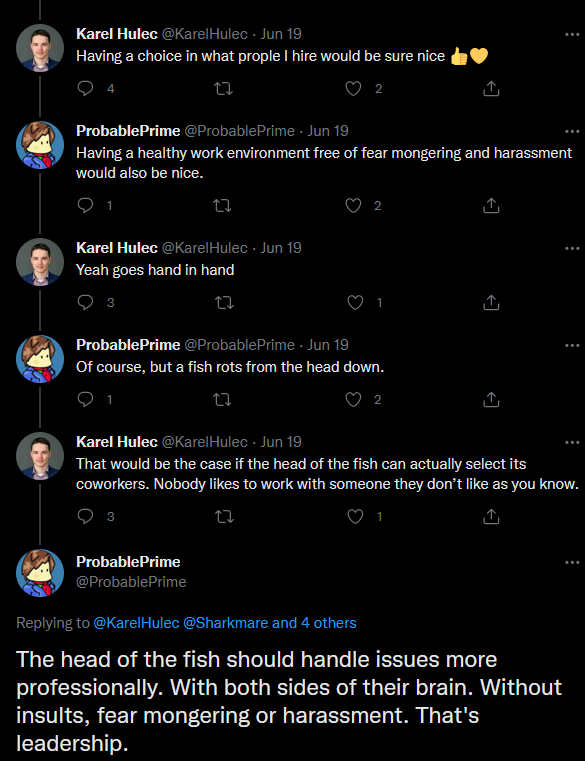 Karel Hulec @KarelHulec · Jun 19
Having a choice in what prople I hire would be sure nice 👍💛
4 2
ProbablePrime @ProbablePrime · Jun 19
Having a healthy work environment free of fear mongering and harassment
would also be nice.
1 2
Karel Hulec @KarelHulec · Jun 19
Yeah goes hand in hand
3 1
ProbablePrime @ProbablePrime · Jun 19
Of course, but a fish rots from the head down.
1 2
Karel Hulec @KarelHulec · Jun 19
That would be the case if the head of the fish can actually select its
coworkers. Nobody likes to work with someone they don’t like as you know.
3 1
ProbablePrime
@ProbablePrime
Replying to @KarelHulec @Sharkmare and 4 others
The head of the fish should handle issues more
professionally. With both sides of their brain. Without
insults, fear mongering or harassment. That's
leadership.